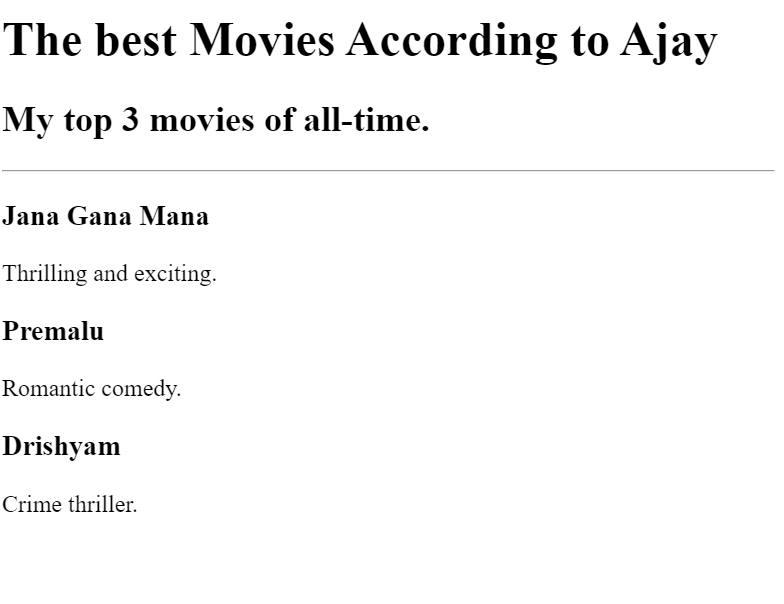 The best Movies According to Ajay
My top 3 movies of all-time.
Jana Gana Mana
Thrilling and exciting.
Premalu
Romantic comedy.
Drishyam
Crime thriller.